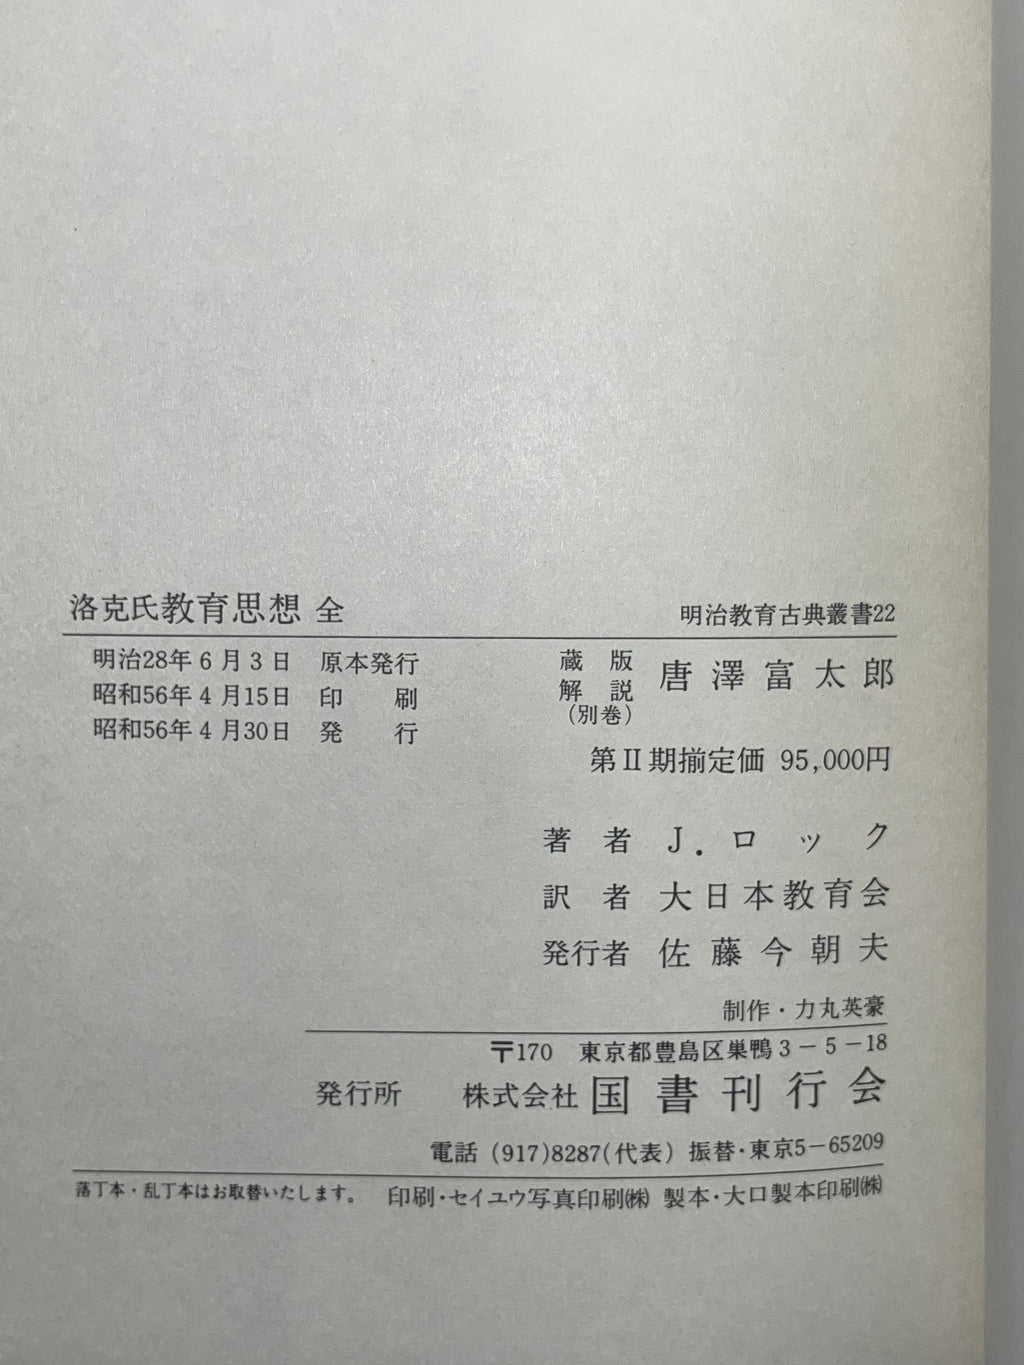 洛克氏教育思想 全
明治教育古典叢書22
明治28年6月3日 原本発行
昭和56年4月15日 印刷
昭和56年4月30日 発行
蔵版
解説 唐澤富太郎
(別巻)
第Ⅱ期揃定価 95,000円
著者 J.ロック
訳者 大日本教育会
発行者 佐藤今朝夫
制作・力丸英豪
〒170 東京都豊島区巣鴨3-5-18
発行所 株式会社 国書刊行会
電話 (917)8287(代表) 振替・東京5-65209
落丁本・乱丁本はお取替いたします。 印刷・セイユウ写真印刷㈱ 製本・大口製本印刷㈱